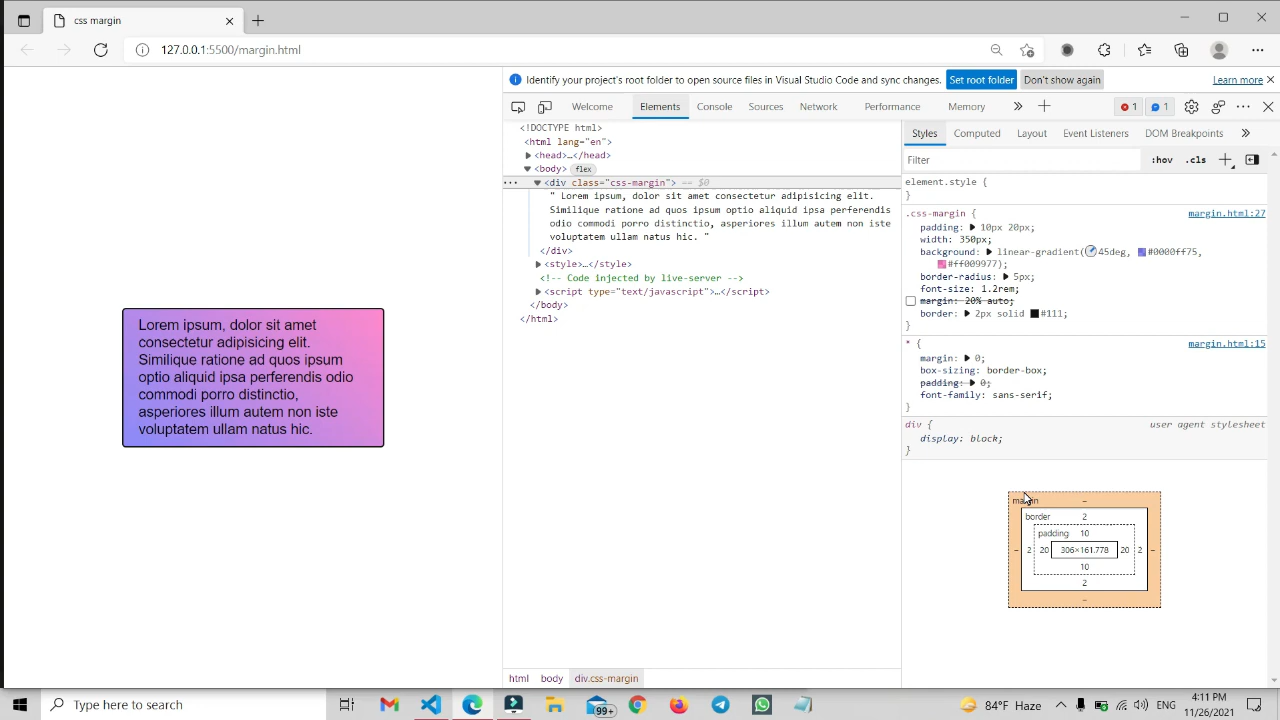 css margin
127.0.0.1:5500/margin.html
Identify your project's root folder to open source files in Visual Studio Code and sync changes. Set root folder Don't show again Learn more
Welcome Elements Console Sources Network Performance Memory 1 1
<!DOCTYPE html>
<html lang="en">
<head>…</head>
<body> flex
<div class="css-margin"> == $0
" Lorem ipsum, dolor sit amet consectetur adipisicing elit.
Similique ratione ad quos ipsum optio aliquid ipsa perferendis
odio commodi porro distinctio, asperiores illum autem non iste
voluptatem ullam natus hic. "
</div>
<style>…</style>
<!-- Code injected by live-server -->
<script type="text/javascript">…</script>
</body>
</html>
html body div.css-margin
Styles Computed Layout Event Listeners DOM Breakpoints
Filter :hov .cls
element.style {
}
.css-margin { margin.html:27
padding: 10px 20px;
width: 350px;
background: linear-gradient(45deg, #0000ff75,
#ff009977);
border-radius: 5px;
font-size: 1.2rem;
margin: 20% auto;
border: 2px solid #111;
}
* { margin.html:15
margin: 0;
box-sizing: border-box;
padding: 0;
font-family: sans-serif;
}
div { user agent stylesheet
display: block;
}
margin –
border 2
padding 10
– 2 20 306×161.778 20 2 –
10
2
–
Lorem ipsum, dolor sit amet
consectetur adipisicing elit.
Similique ratione ad quos ipsum
optio aliquid ipsa perferendis odio
commodi porro distinctio,
asperiores illum autem non iste
voluptatem ullam natus hic.
Type here to search
99+
84°F Haze
4:11 PM
11/26/2021